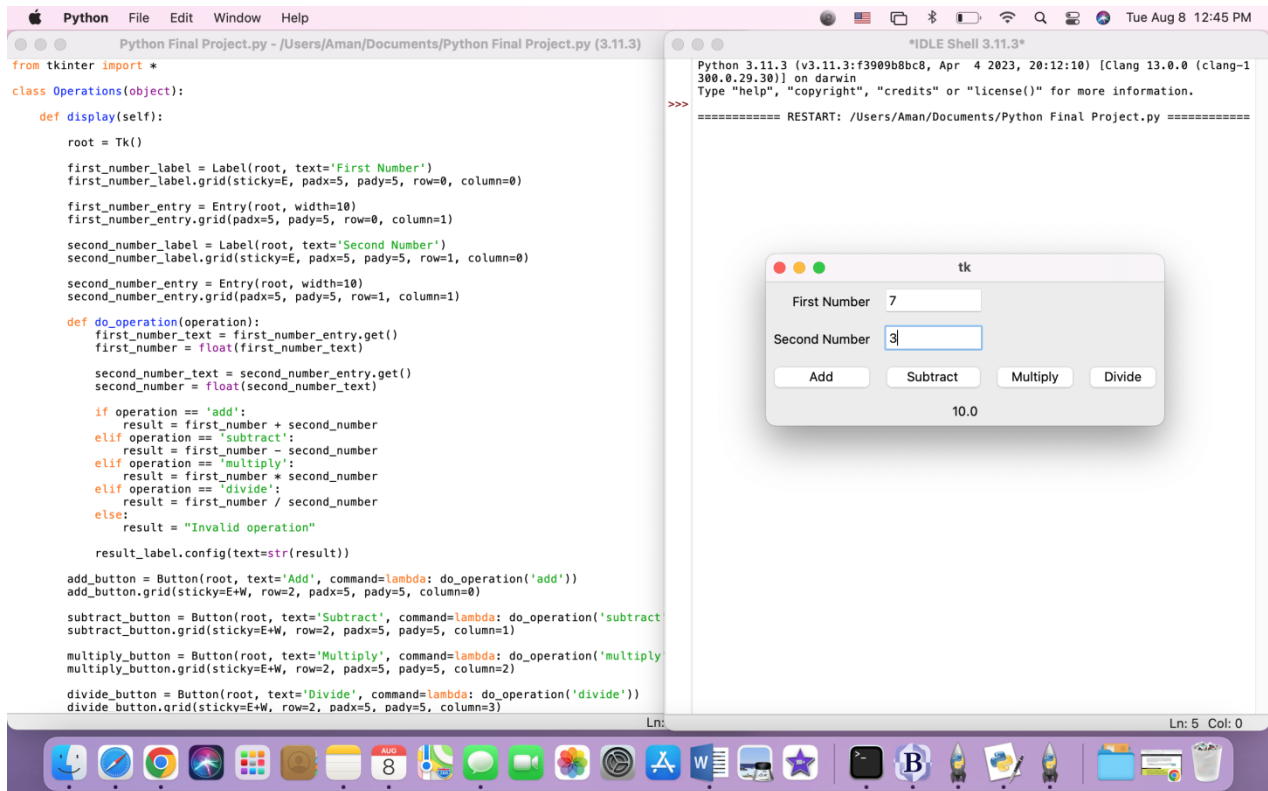 Python File Edit Window Help Tue Aug 8 12:45 PM
Python Final Project.py - /Users/Aman/Documents/Python Final Project.py (3.11.3)
from tkinter import *
class Operations(object):
def display(self):
root = Tk()
first_number_label = Label(root, text='First Number')
first_number_label.grid(sticky=E, padx=5, pady=5, row=0, column=0)
first_number_entry = Entry(root, width=10)
first_number_entry.grid(padx=5, pady=5, row=0, column=1)
second_number_label = Label(root, text='Second Number')
second_number_label.grid(sticky=E, padx=5, pady=5, row=1, column=0)
second_number_entry = Entry(root, width=10)
second_number_entry.grid(padx=5, pady=5, row=1, column=1)
def do_operation(operation):
first_number_text = first_number_entry.get()
first_number = float(first_number_text)
second_number_text = second_number_entry.get()
second_number = float(second_number_text)
if operation == 'add':
result = first_number + second_number
elif operation == 'subtract':
result = first_number - second_number
elif operation == 'multiply':
result = first_number * second_number
elif operation == 'divide':
result = first_number / second_number
else:
result = "Invalid operation"
result_label.config(text=str(result))
add_button = Button(root, text='Add', command=lambda: do_operation('add'))
add_button.grid(sticky=E+W, row=2, padx=5, pady=5, column=0)
subtract_button = Button(root, text='Subtract', command=lambda: do_operation('subtract'
subtract_button.grid(sticky=E+W, row=2, padx=5, pady=5, column=1)
multiply_button = Button(root, text='Multiply', command=lambda: do_operation('multiply'
multiply_button.grid(sticky=E+W, row=2, padx=5, pady=5, column=2)
divide_button = Button(root, text='Divide', command=lambda: do_operation('divide'))
divide_button.grid(sticky=E+W, row=2, padx=5, pady=5, column=3)
Ln:
*IDLE Shell 3.11.3*
Python 3.11.3 (v3.11.3:f3909b8bc8, Apr 4 2023, 20:12:10) [Clang 13.0.0 (clang-1
300.0.29.30)] on darwin
Type "help", "copyright", "credits" or "license()" for more information.
>>>
============ RESTART: /Users/Aman/Documents/Python Final Project.py ============
tk
First Number 7
Second Number 3
Add Subtract Multiply Divide
10.0
Ln: 5 Col: 0
AUG
8
W
B